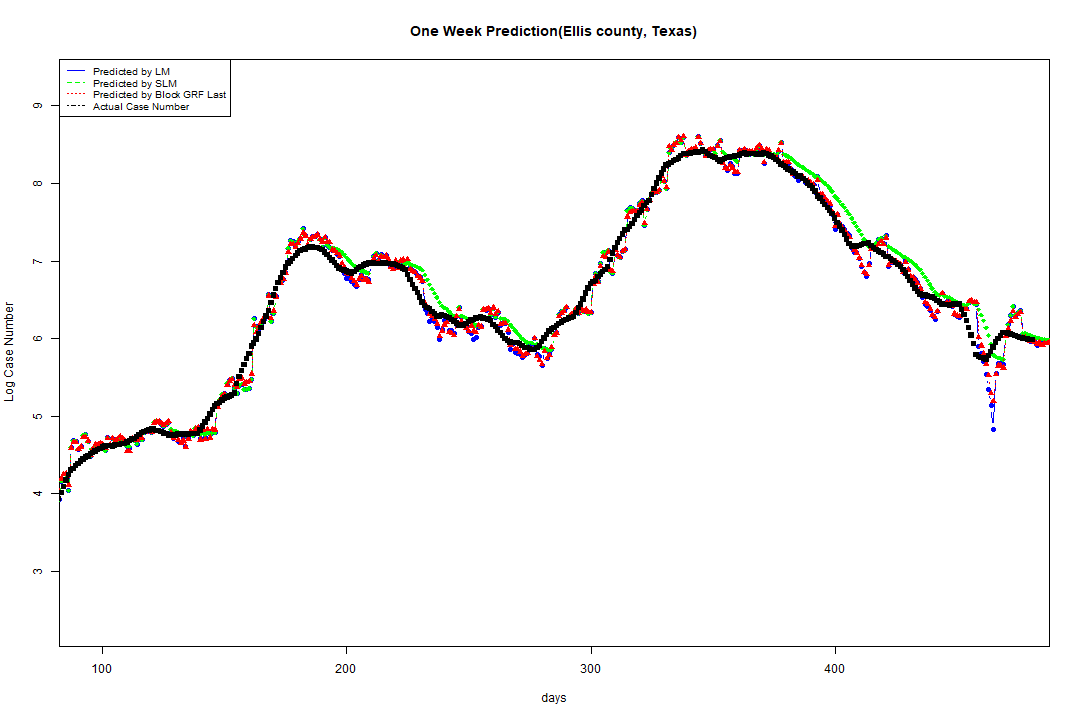 One Week Prediction(Ellis county, Texas)
Predicted by LM
Predicted by SLM
Predicted by Block GRF Last
Actual Case Number
9
8
7
6
5
4
3
Log Case Number
100 200 300 400
days